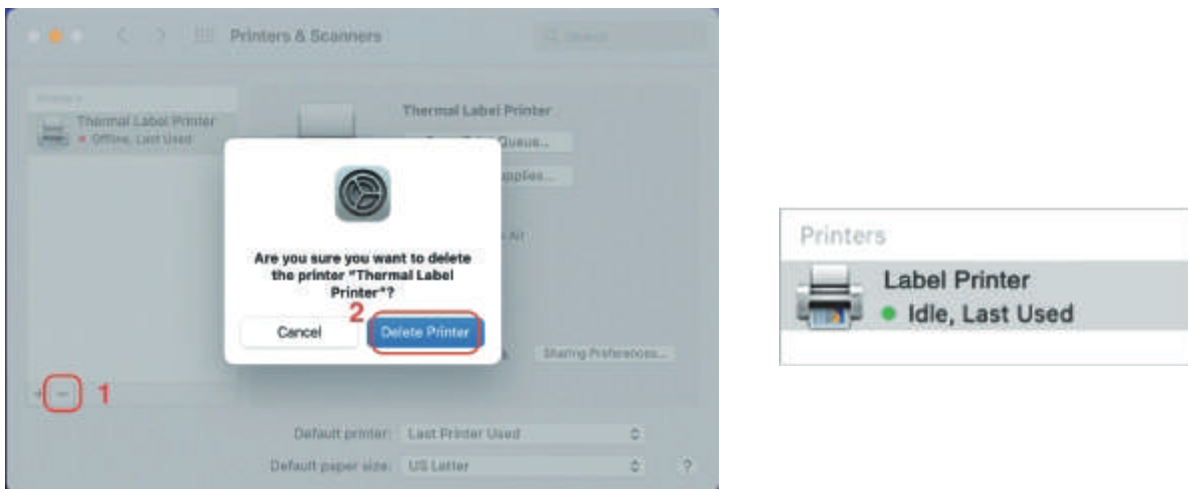 Printers & Scanners
Search
Printers
Thermal Label Printer
Offline, Last Used
Thermal Label Printer
Queue...
Supplies...
Air
Are you sure you want to delete
the printer "Thermal Label
Printer"?
2
Cancel
Delete Printer
Sharing Preferences...
+ −
1
Default printer: Last Printer Used
Default paper size: US Letter
?
Printers
Label Printer
Idle, Last Used